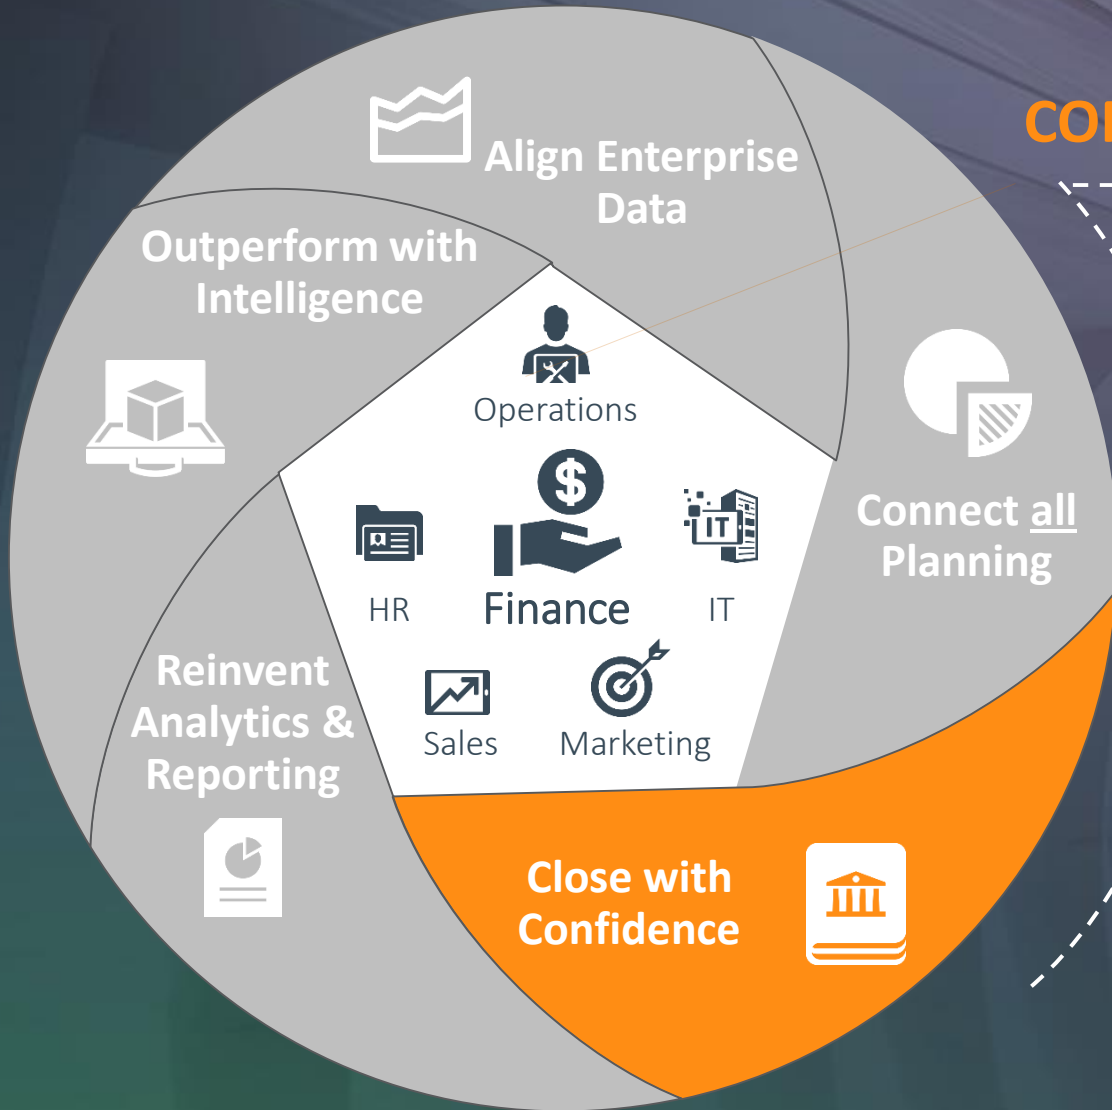 Align Enterprise
Data
Outperform with
Intelligence
Operations
Connect all
Planning
IT
HR
Finance
IT
Reinvent
Analytics &
Reporting
Sales
Marketing
Close with
Confidence